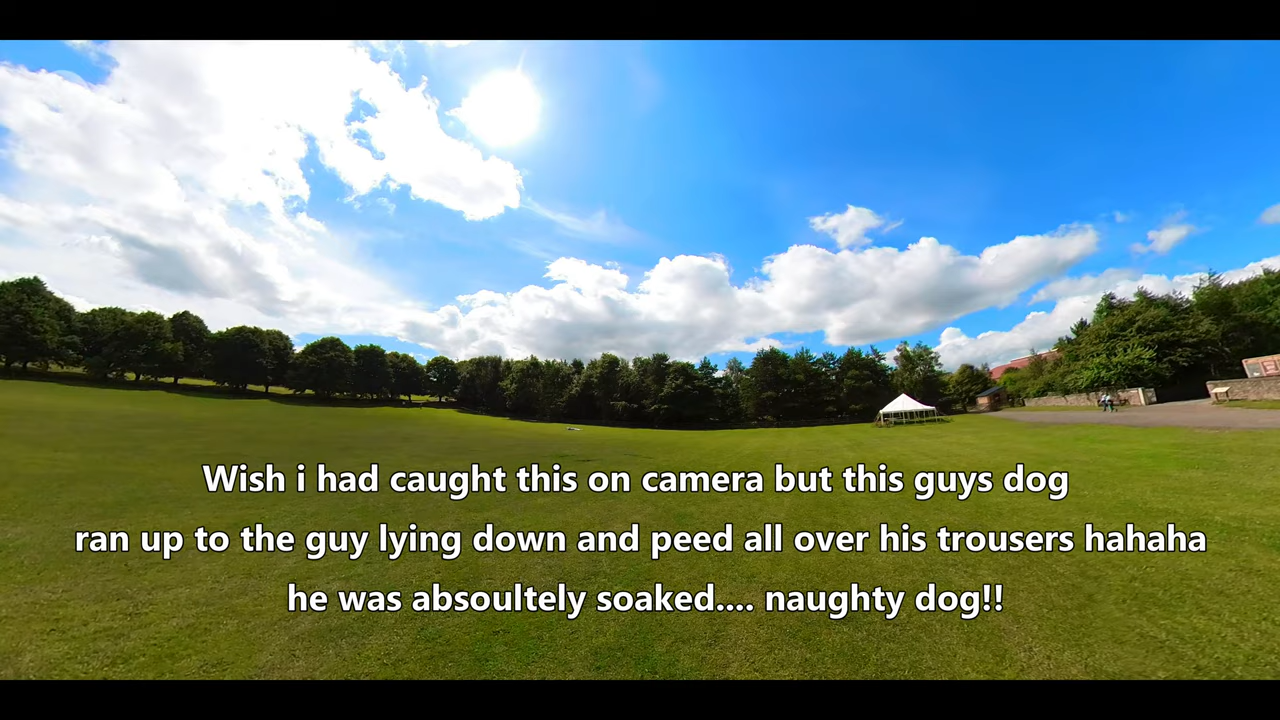 Wish i had caught this on camera but this guys dog
ran up to the guy lying down and peed all over his trousers hahaha
he was absoultely soaked.... naughty dog!!